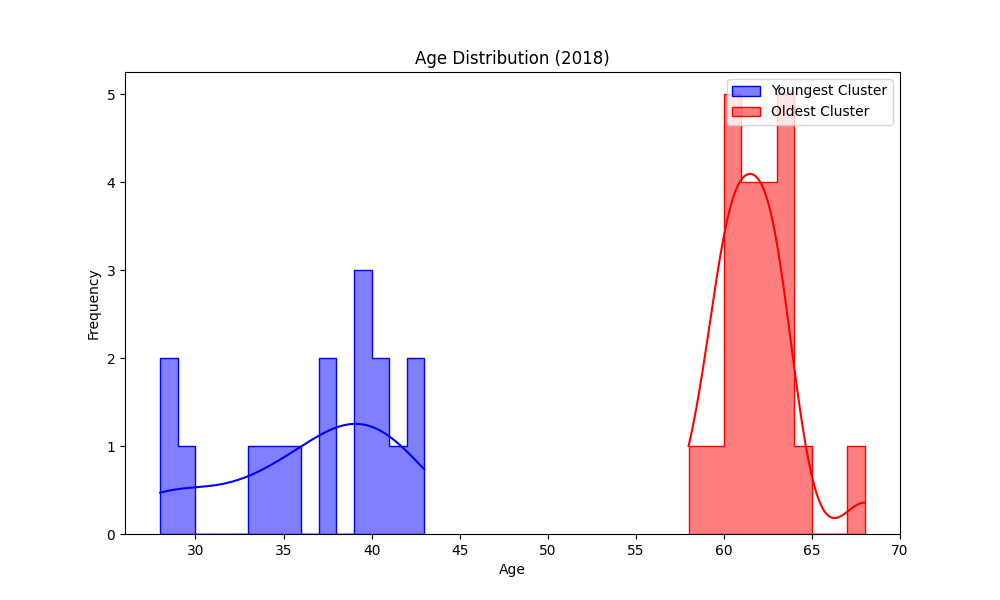 Age Distribution (2018)
Youngest Cluster
Oldest Cluster
Frequency
5
4
3
2
1
0
30 35 40 45 50 55 60 65 70
Age